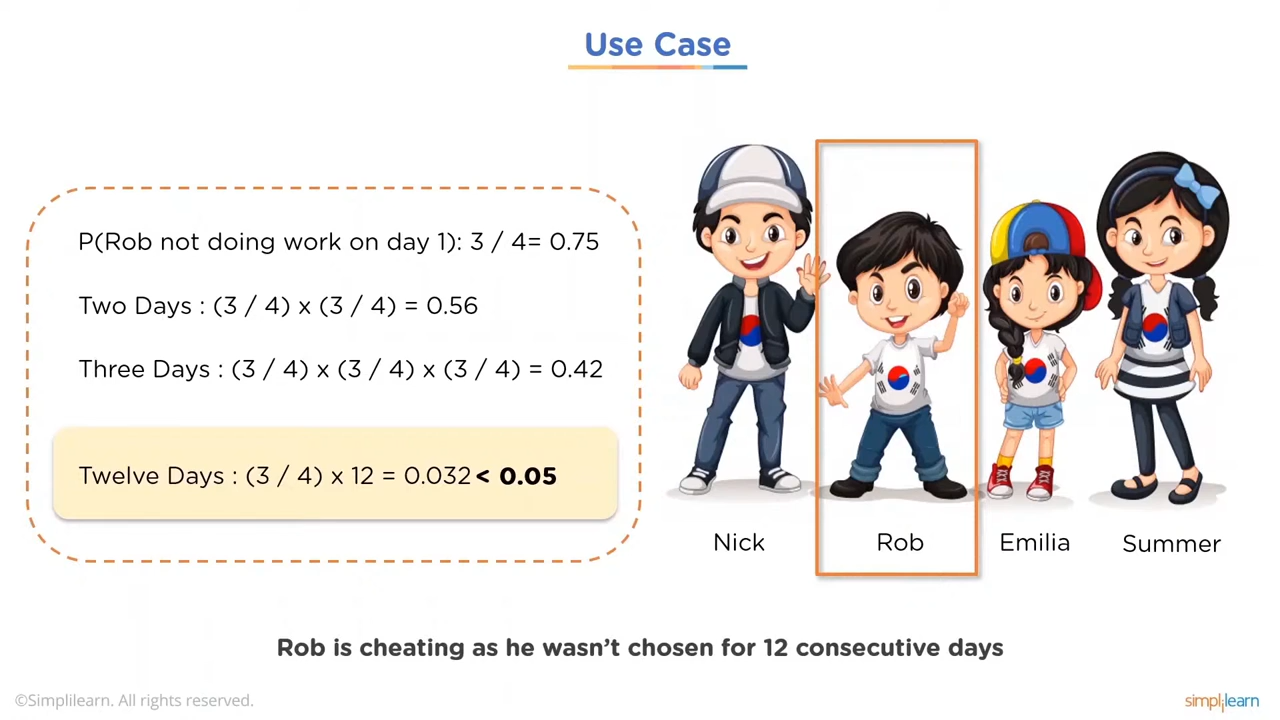 Use Case
P(Rob not doing work on day 1): 3 / 4= 0.75
Two Days : (3 / 4) x (3 / 4) = 0.56
Three Days : (3 / 4) x (3 / 4) x (3 / 4) = 0.42
Twelve Days : (3 / 4) x 12 = 0.032 < 0.05
Nick
Rob
Emilia
Summer
Rob is cheating as he wasn’t chosen for 12 consecutive days
©Simplilearn. All rights reserved.
simplilearn